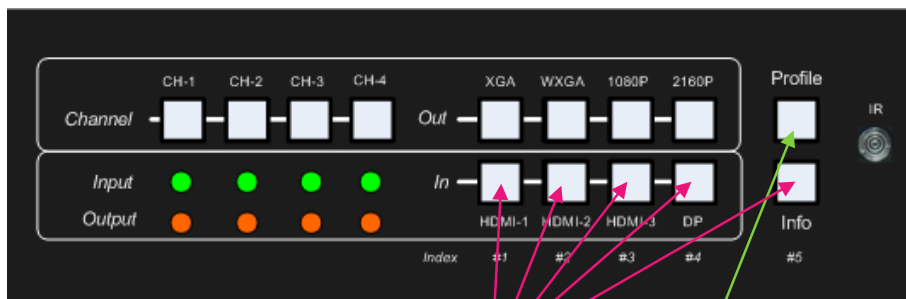 CH-1 CH-2 CH-3 CH-4 XGA WXGA 1080P 2160P Profile
IR
Channel Out
Input In
Output HDMI-1 HDMI-2 HDMI-3 DP Info
Index #1 #2 #3 #4 #5